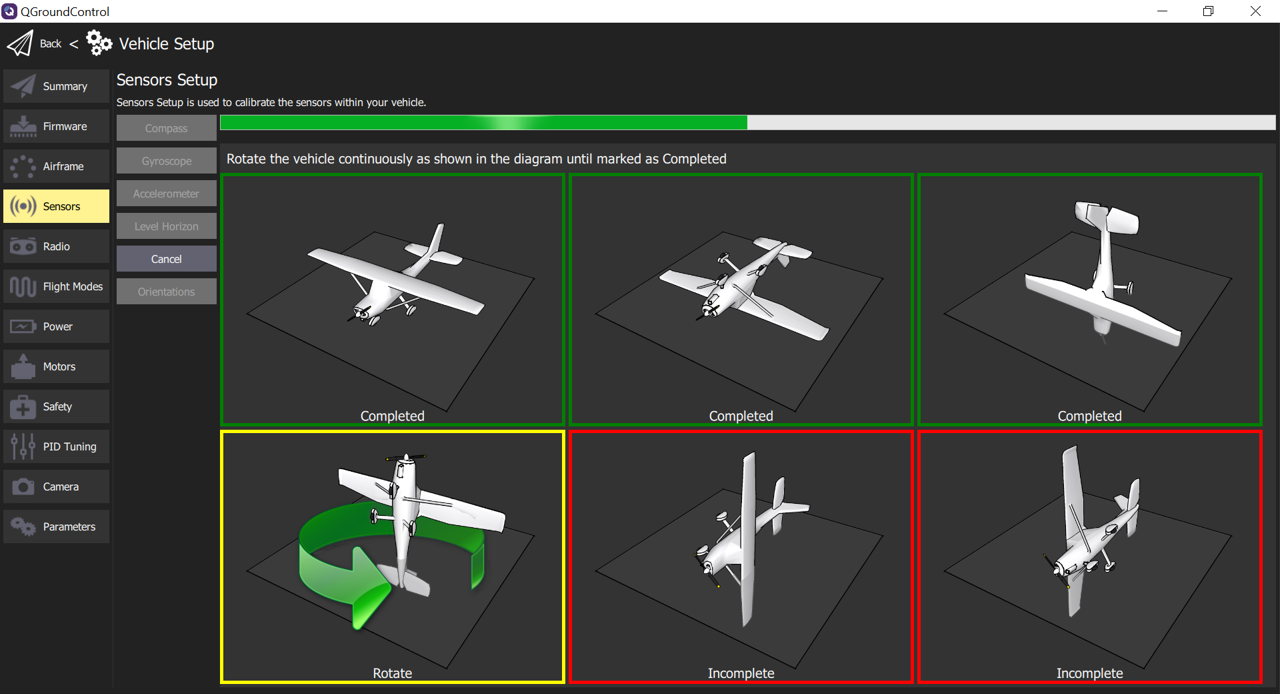 QGroundControl
Back < Vehicle Setup
Summary
Firmware
Airframe
Sensors
Radio
Flight Modes
Power
Motors
Safety
PID Tuning
Camera
Parameters
Sensors Setup
Sensors Setup is used to calibrate the sensors within your vehicle.
Compass
Gyroscope
Accelerometer
Level Horizon
Cancel
Orientations
Rotate the vehicle continuously as shown in the diagram until marked as Completed
Completed
Completed
Completed
Rotate
Incomplete
Incomplete